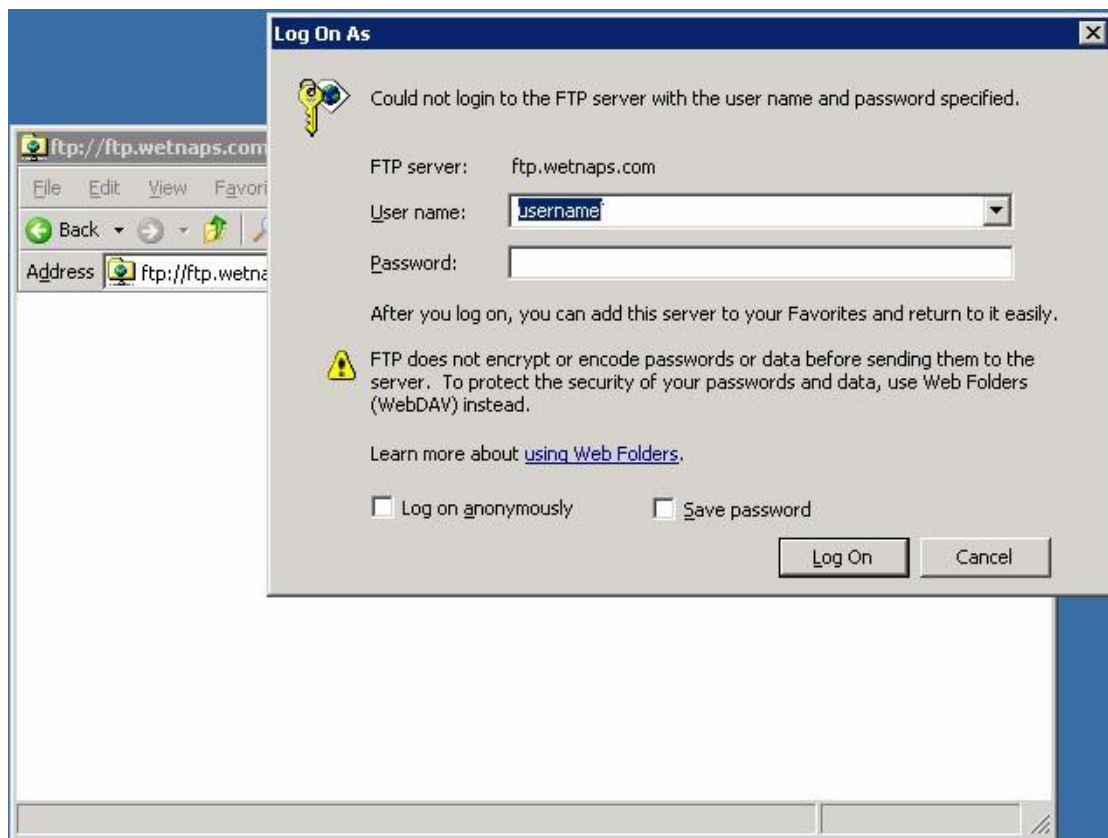 Log On As
Could not login to the FTP server with the user name and password specified.
FTP server: ftp.wetnaps.com
User name: username
Password:
After you log on, you can add this server to your Favorites and return to it easily.
FTP does not encrypt or encode passwords or data before sending them to the
server. To protect the security of your passwords and data, use Web Folders
(WebDAV) instead.
Learn more about using Web Folders.
Log on anonymously Save password
Log On Cancel
ftp://ftp.wetnaps.com
File Edit View Favori
Back
Address ftp://ftp.wetna